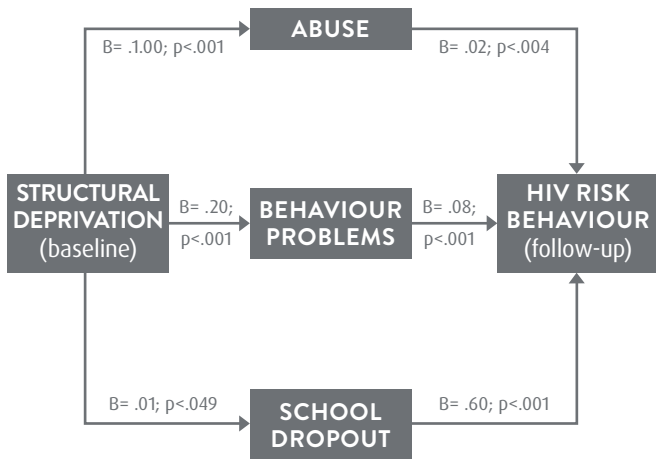 ABUSE
B= .1.00; p<.001
B= .02; p<.004
STRUCTURAL
DEPRIVATION
(baseline)
B= .20;
p<.001
BEHAVIOUR
PROBLEMS
B= .08;
p<.001
HIV RISK
BEHAVIOUR
(follow-up)
B= .01; p<.049
SCHOOL
DROPOUT
B= .60; p<.001